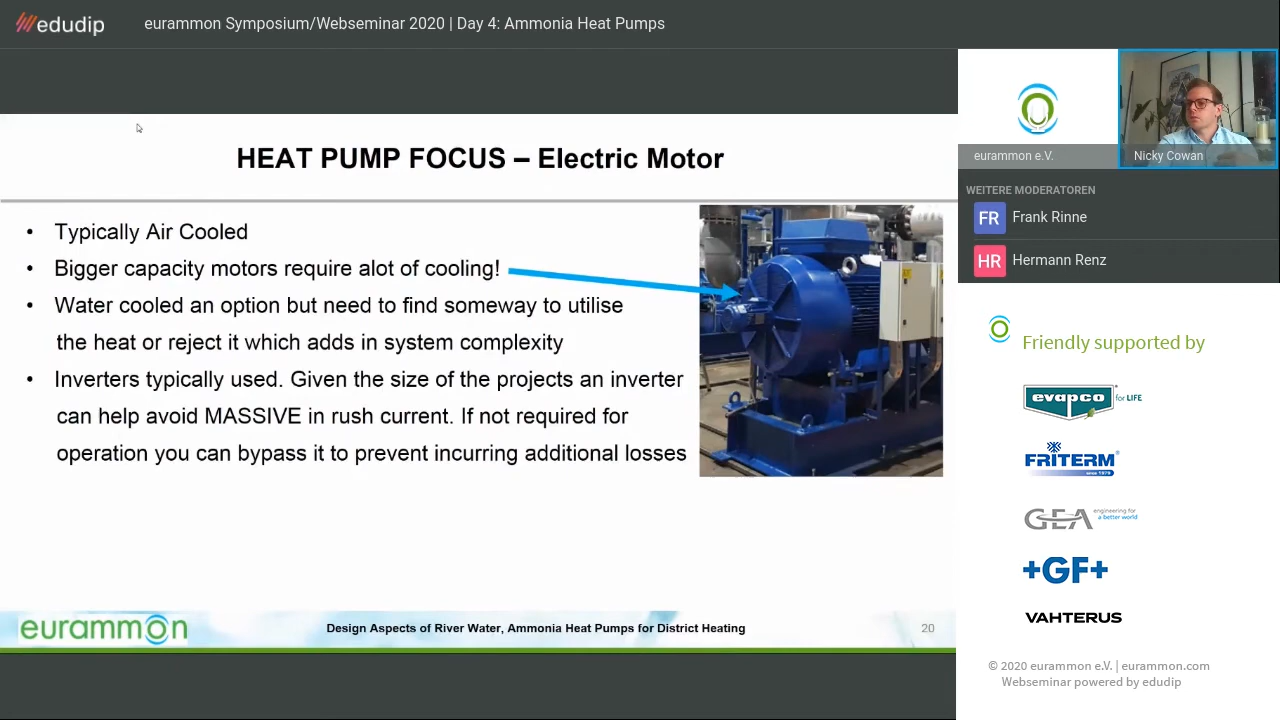 edudip
eurammon Symposium/Webseminar 2020 | Day 4: Ammonia Heat Pumps
HEAT PUMP FOCUS – Electric Motor
• Typically Air Cooled
• Bigger capacity motors require alot of cooling!
• Water cooled an option but need to find someway to utilise
the heat or reject it which adds in system complexity
• Inverters typically used. Given the size of the projects an inverter
can help avoid MASSIVE in rush current. If not required for
operation you can bypass it to prevent incurring additional losses
eurammon
Design Aspects of River Water, Ammonia Heat Pumps for District Heating
20
eurammon e.V.
Nicky Cowan
WEITERE MODERATOREN
FR Frank Rinne
HR Hermann Renz
Friendly supported by
evapco for LIFE
FRITERM
SINCE 1979
GEA engineering for
a better world
+GF+
VAHTERUS
© 2020 eurammon e.V. | eurammon.com
Webseminar powered by edudip